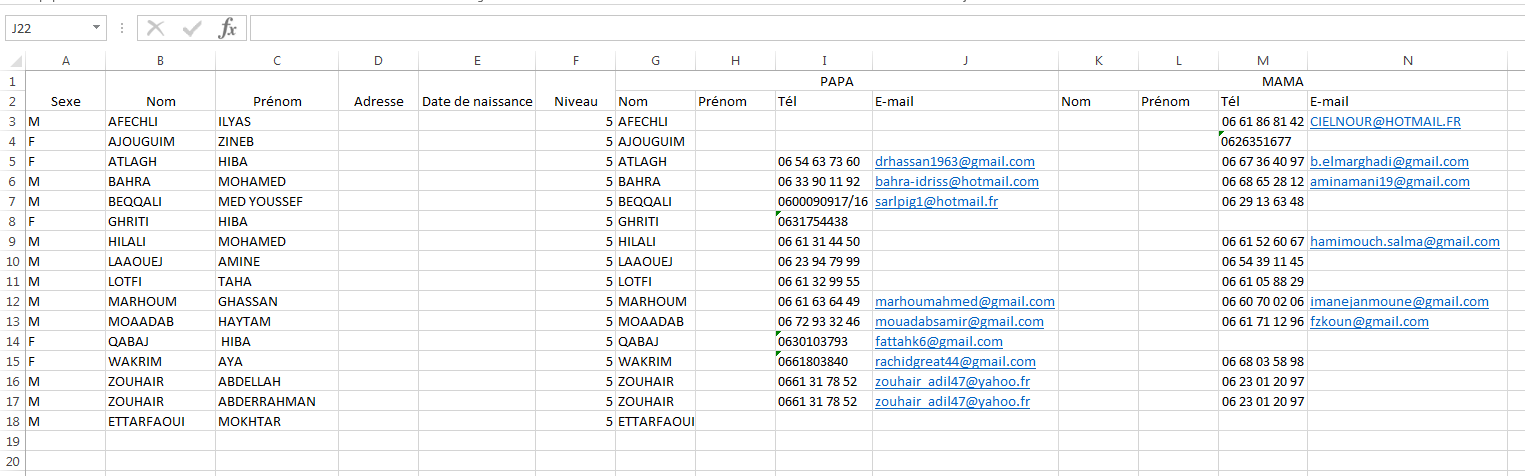 J22 fx
A B C D E F G H I J K L M N
1 PAPA MAMA
2 Sexe Nom Prénom Adresse Date de naissance Niveau Nom Prénom Tél E-mail Nom Prénom Tél E-mail
3 M AFECHLI ILYAS 5 AFECHLI 06 61 86 81 42 CIELNOUR@HOTMAIL.FR
4 F AJOUGUIM ZINEB 5 AJOUGUIM 0626351677
5 F ATLAGH HIBA 5 ATLAGH 06 54 63 73 60 drhassan1963@gmail.com 06 67 36 40 97 b.elmarghadi@gmail.com
6 M BAHRA MOHAMED 5 BAHRA 06 33 90 11 92 bahra-idriss@hotmail.com 06 68 65 28 12 aminamani19@gmail.com
7 M BEQQALI MED YOUSSEF 5 BEQQALI 0600090917/16 sarlpig1@hotmail.fr 06 29 13 63 48
8 F GHRITI HIBA 5 GHRITI 0631754438
9 M HILALI MOHAMED 5 HILALI 06 61 31 44 50 06 61 52 60 67 hamimouch.salma@gmail.com
10 M LAAOUEJ AMINE 5 LAAOUEJ 06 23 94 79 99 06 54 39 11 45
11 M LOTFI TAHA 5 LOTFI 06 61 32 99 55 06 61 05 88 29
12 M MARHOUM GHASSAN 5 MARHOUM 06 61 63 64 49 marhoumahmed@gmail.com 06 60 70 02 06 imanejanmoune@gmail.com
13 M MOAADAB HAYTAM 5 MOAADAB 06 72 93 32 46 mouadabsamir@gmail.com 06 61 71 12 96 fzkoun@gmail.com
14 F QABAJ HIBA 5 QABAJ 0630103793 fattahk6@gmail.com
15 F WAKRIM AYA 5 WAKRIM 0661803840 rachidgreat44@gmail.com 06 68 03 58 98
16 M ZOUHAIR ABDELLAH 5 ZOUHAIR 0661 31 78 52 zouhair_adil47@yahoo.fr 06 23 01 20 97
17 M ZOUHAIR ABDERRAHMAN 5 ZOUHAIR 0661 31 78 52 zouhair_adil47@yahoo.fr 06 23 01 20 97
18 M ETTARFAOUI MOKHTAR 5 ETTARFAOUI
19
20